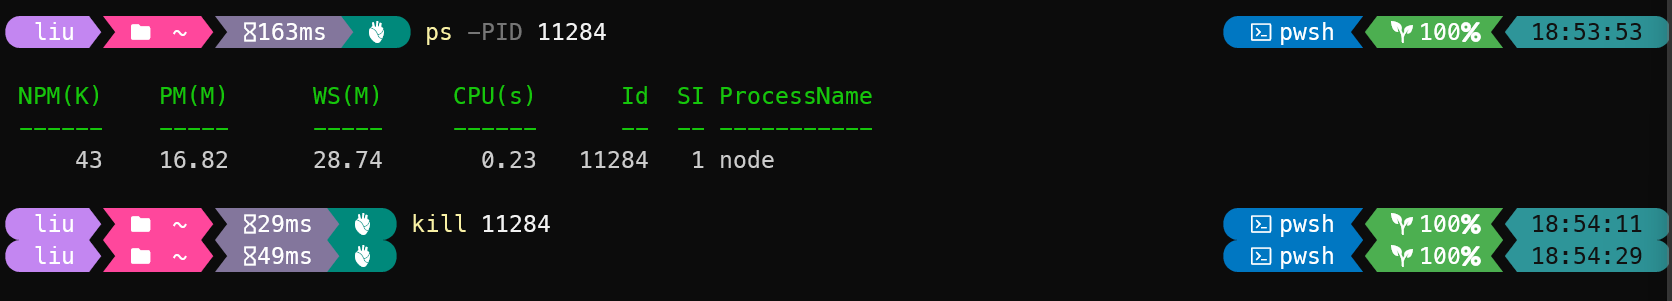 liu ~ 163ms ps -PID 11284 pwsh 100% 18:53:53
NPM(K) PM(M) WS(M) CPU(s) Id SI ProcessName
------ ----- ----- ------ -- -- -----------
43 16.82 28.74 0.23 11284 1 node
liu ~ 29ms kill 11284 pwsh 100% 18:54:11
liu ~ 49ms pwsh 100% 18:54:29